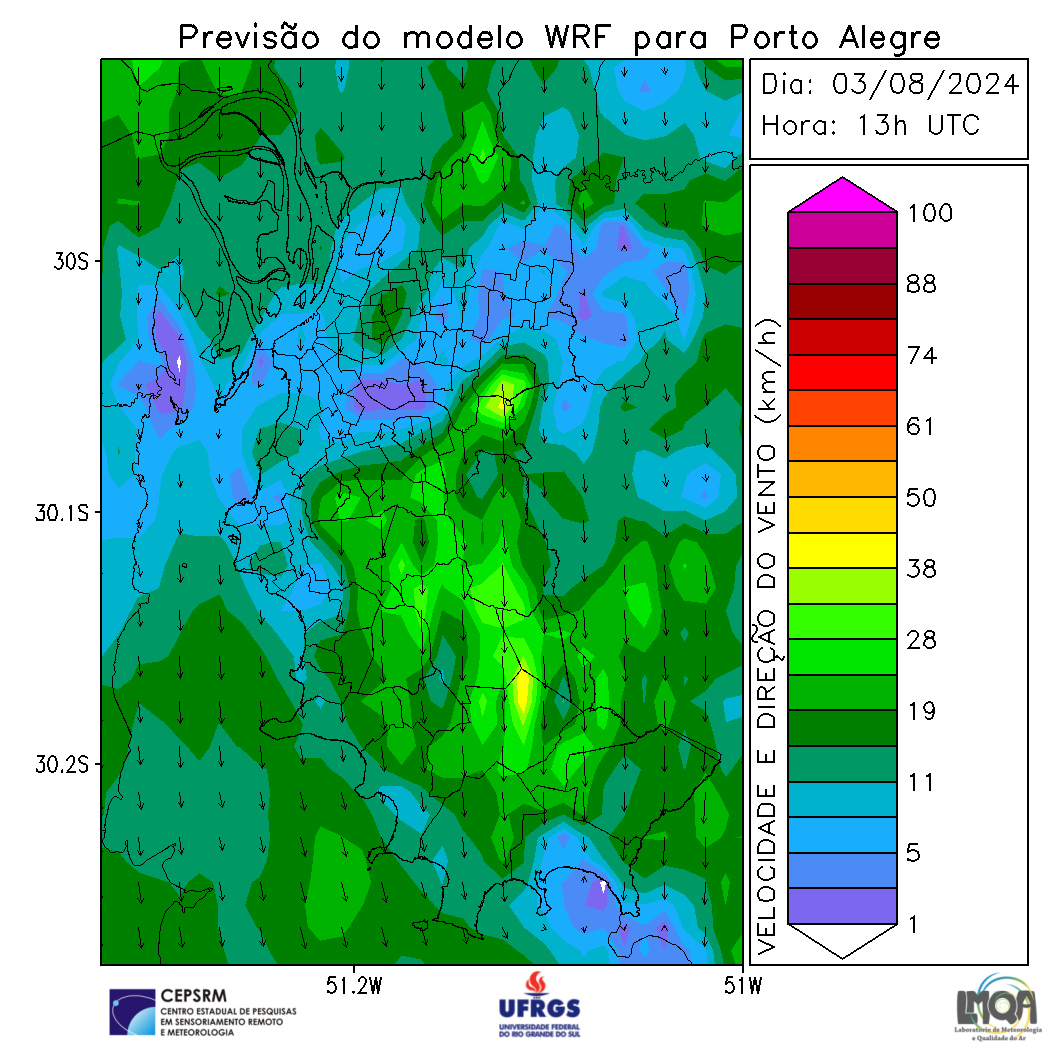 Previsão do modelo WRF para Porto Alegre
Dia: 03/08/2024
Hora: 13h UTC
30S
30.1S
30.2S
51.2W
51W
VELOCIDADE E DIREÇÃO DO VENTO (km/h)
100
88
74
61
50
38
28
19
11
5
1
CEPSRM
CENTRO ESTADUAL DE PESQUISAS
EM SENSORIAMENTO REMOTO
E METEOROLOGIA
UFRGS
UNIVERSIDADE FEDERAL
DO RIO GRANDE DO SUL
LMQA
Laboratório de Meteorologia
e Qualidade do Ar